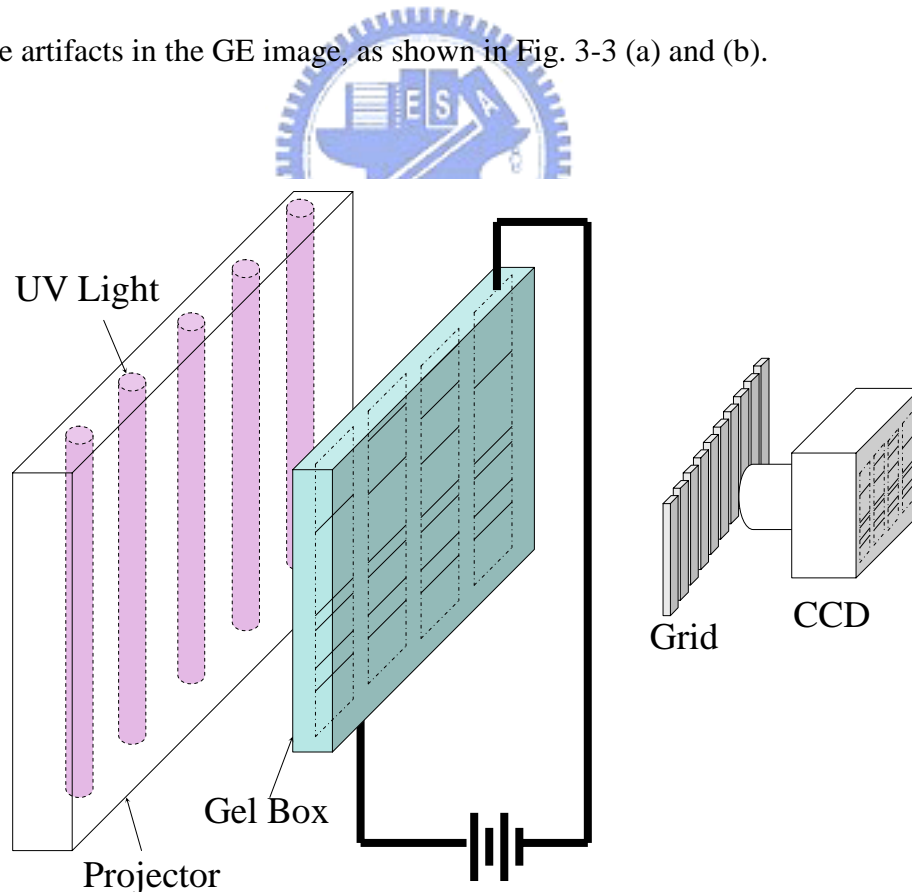 e artifacts in the GE image, as shown in Fig. 3-3 (a) and (b).
E S A
UV Light
Grid
CCD
Gel Box
Projector